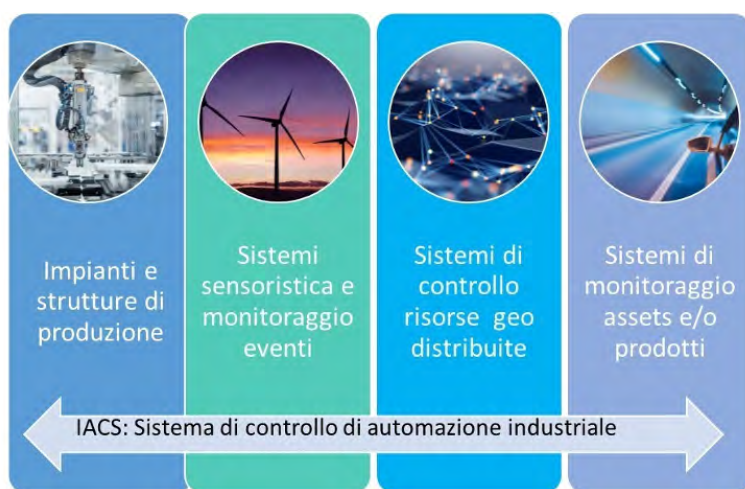 Impianti e
strutture di
produzione
Sistemi
sensoristica e
monitoraggio
eventi
Sistemi di
controllo
risorse geo
distribuite
Sistemi di
monitoraggio
assets e/o
prodotti
IACS: Sistema di controllo di automazione industriale